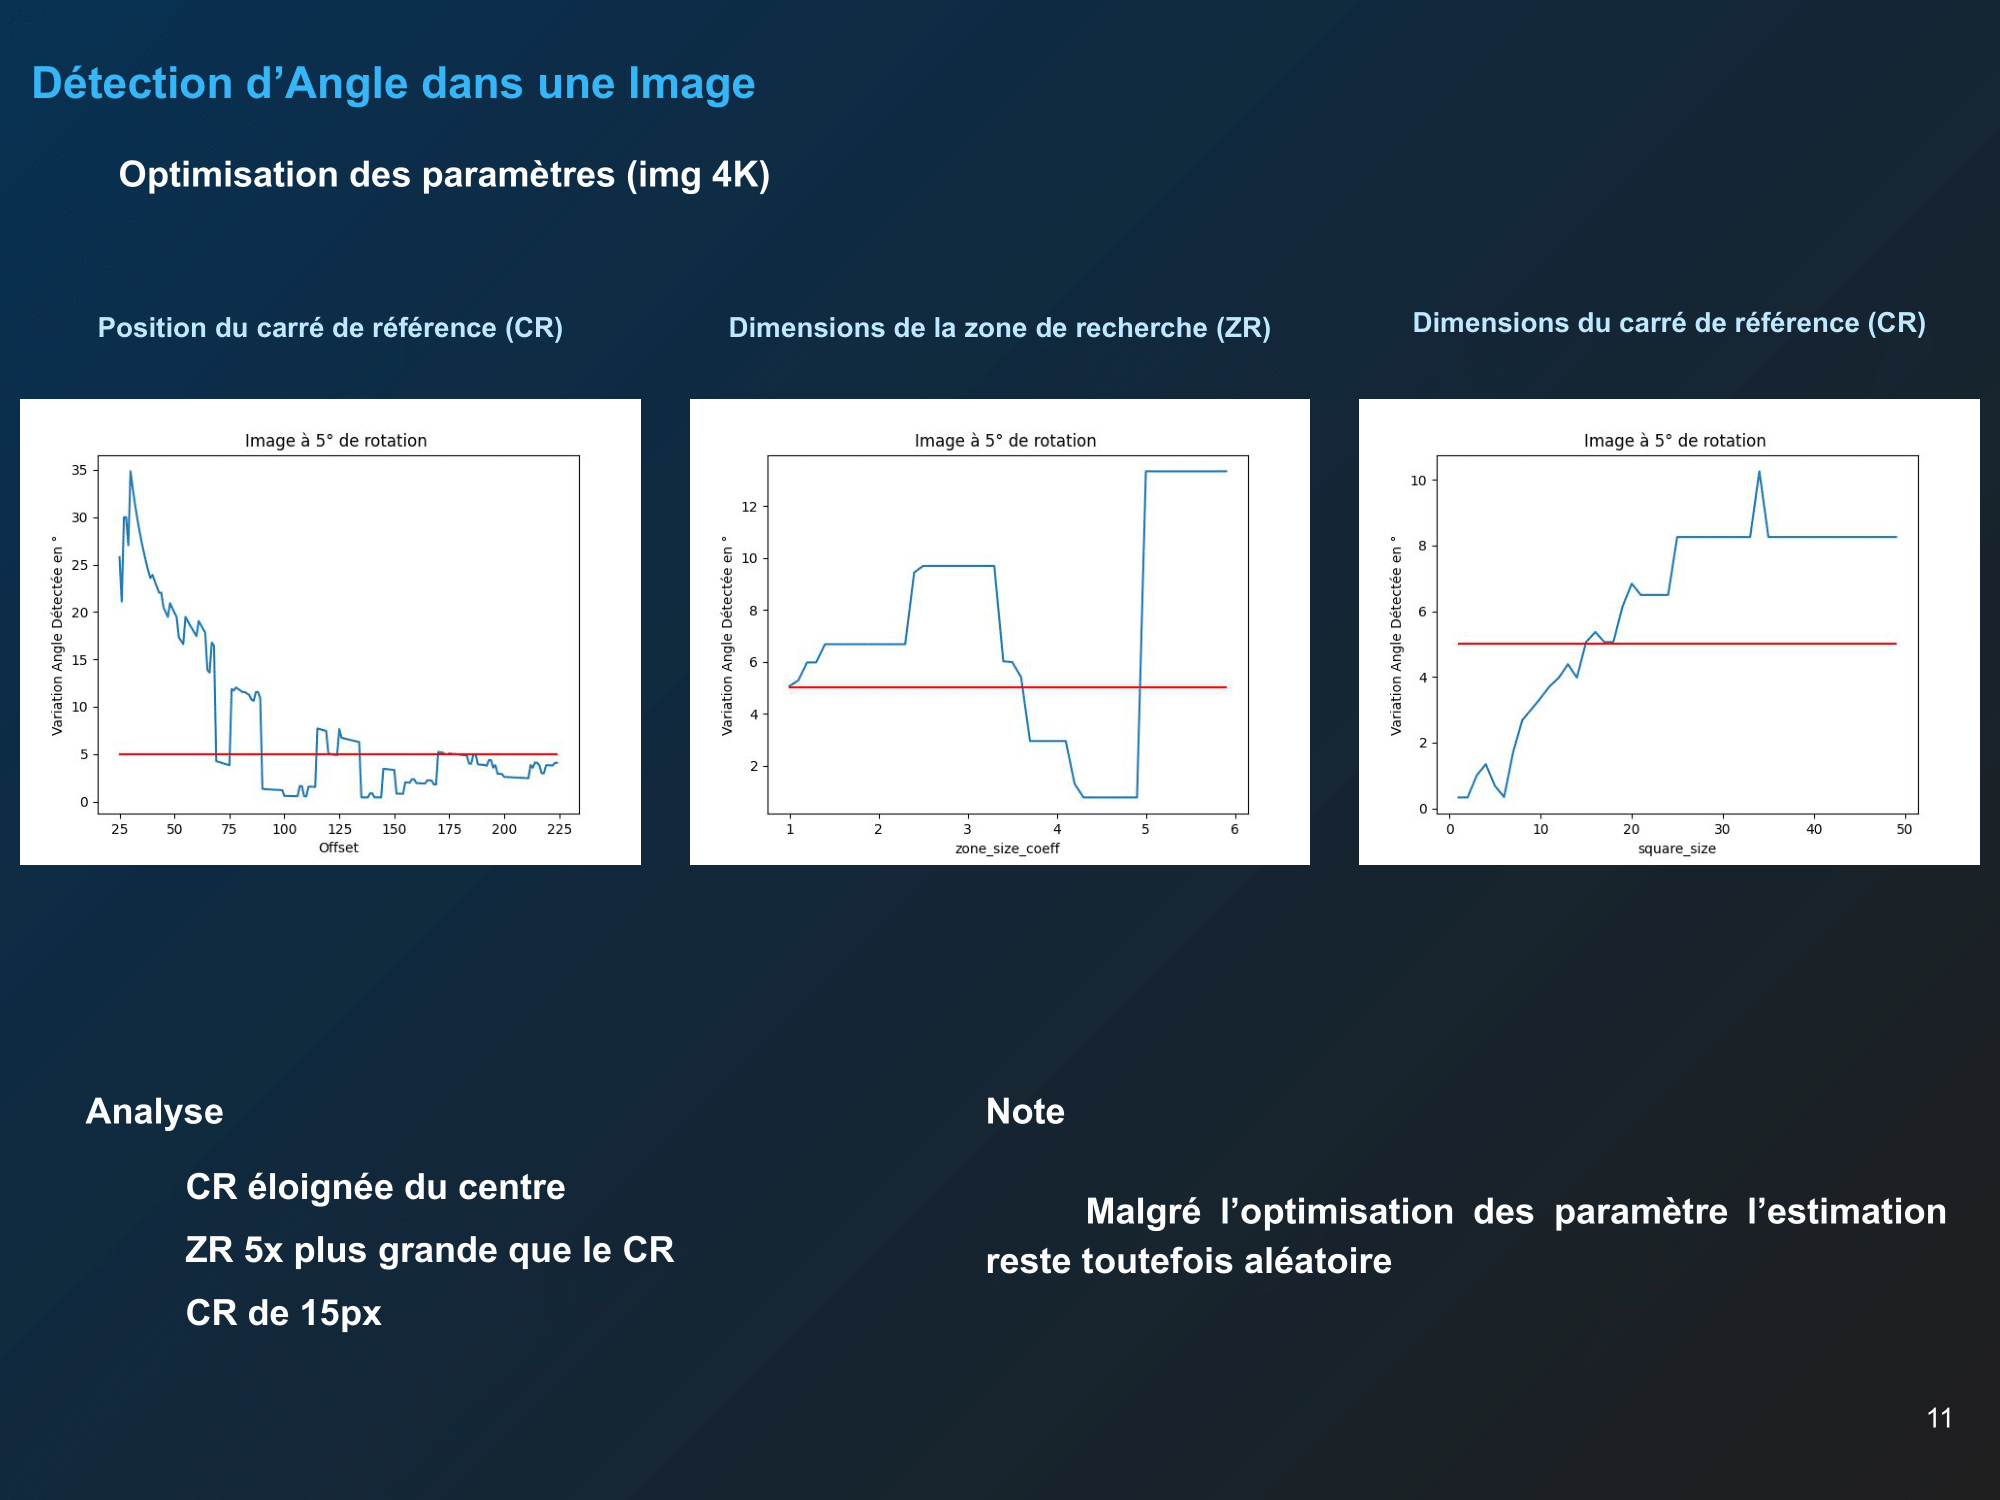 Détection d’Angle dans une Image
Optimisation des paramètres (img 4K)
Position du carré de référence (CR)
Dimensions de la zone de recherche (ZR)
Dimensions du carré de référence (CR)
Image à 5° de rotation
Variation Angle Détectée en °
35
30
25
20
15
10
5
0
25 50 75 100 125 150 175 200 225
Offset
Image à 5° de rotation
Variation Angle Détectée en °
12
10
8
6
4
2
1 2 3 4 5 6
zone_size_coeff
Image à 5° de rotation
Variation Angle Détectée en °
10
8
6
4
2
0
0 10 20 30 40 50
square_size
Analyse
CR éloignée du centre
ZR 5x plus grande que le CR
CR de 15px
Note
Malgré l’optimisation des paramètre l’estimation
reste toutefois aléatoire
11